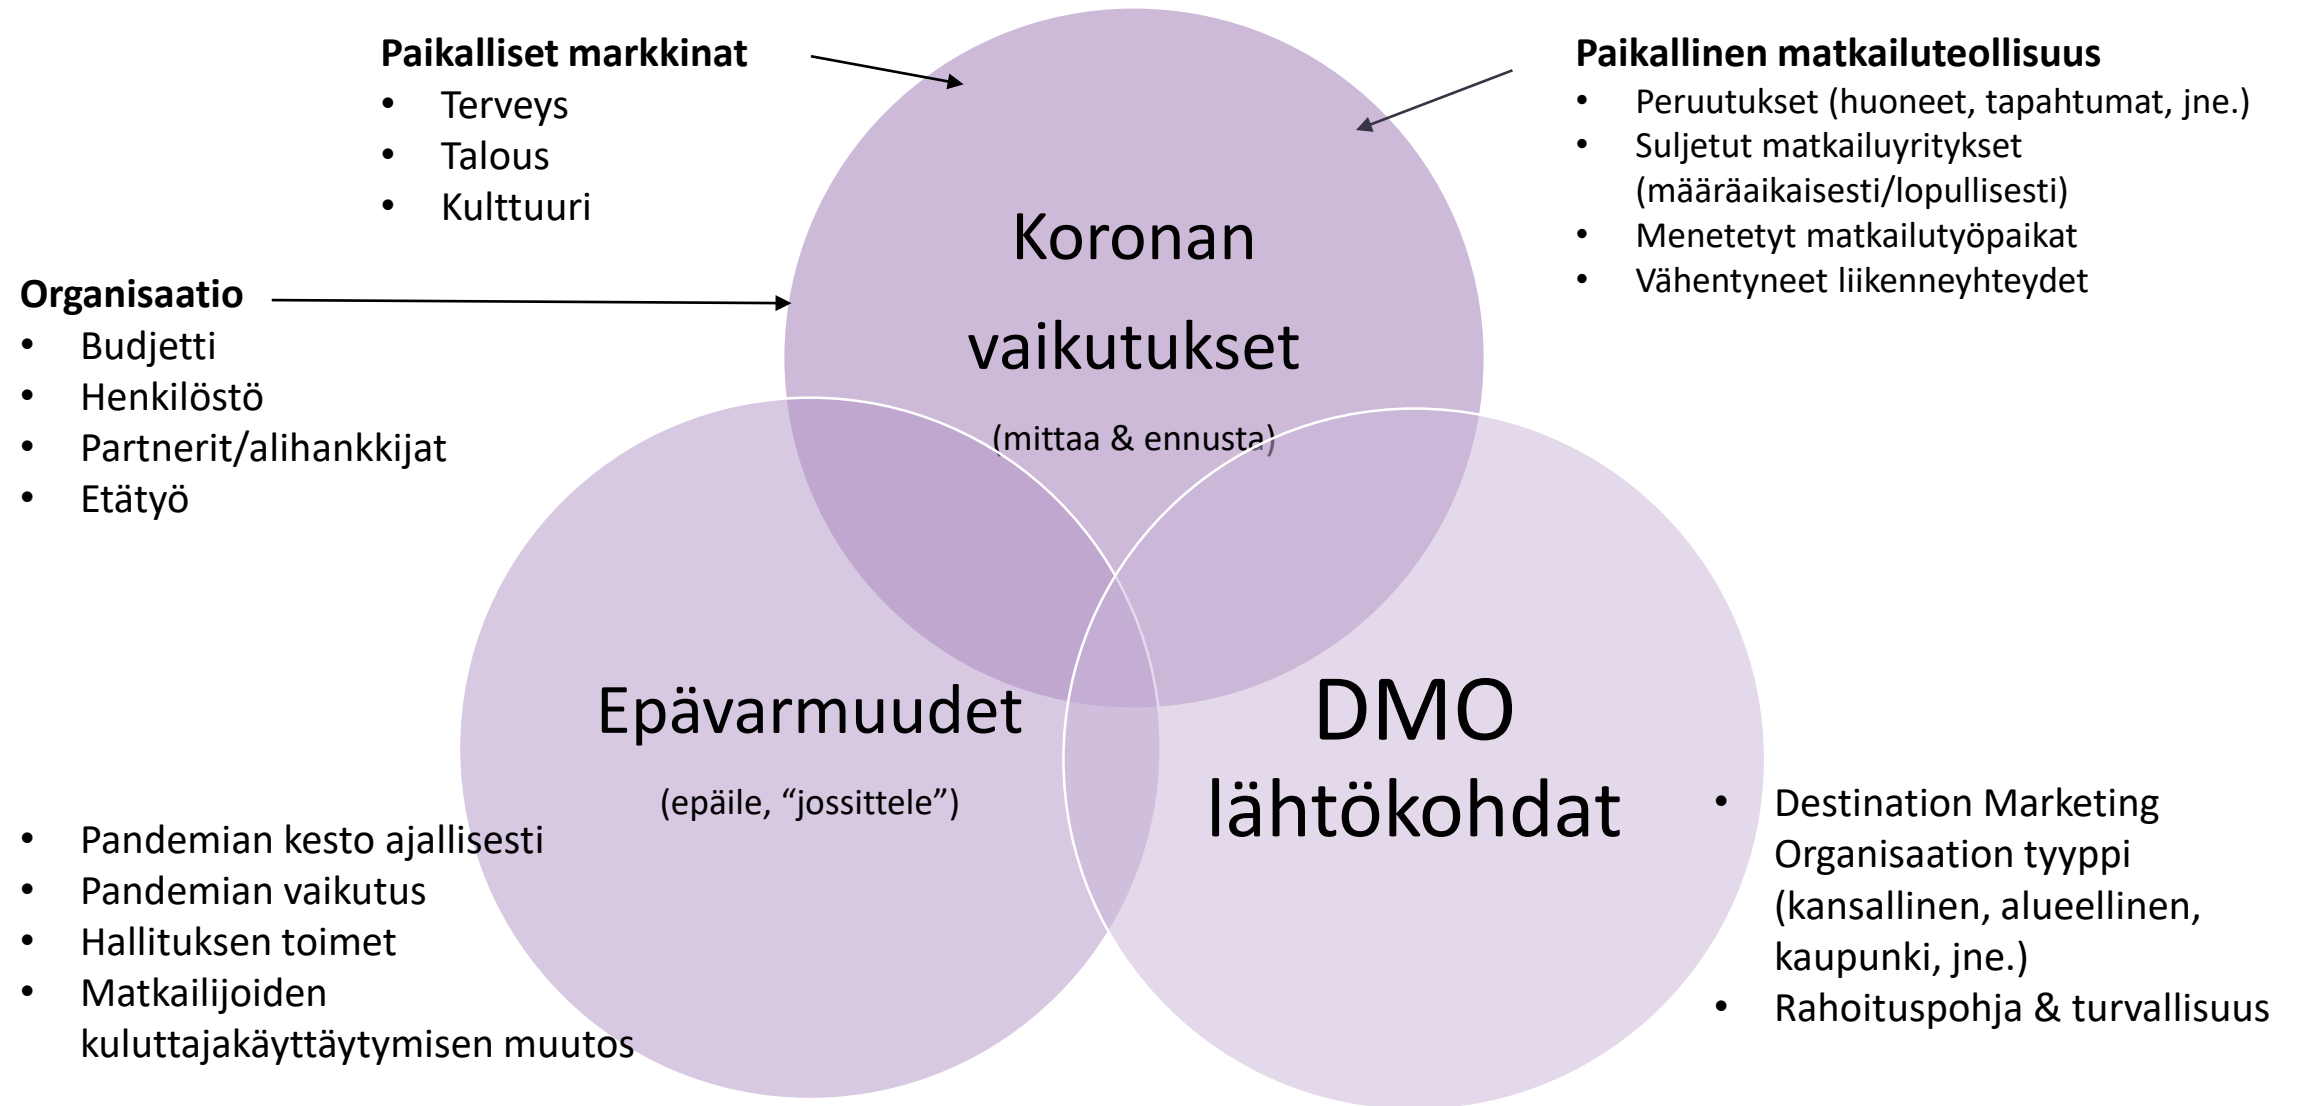 Paikalliset markkinat
• Terveys
• Talous
• Kulttuuri
Paikallinen matkailuteollisuus
• Peruutukset (huoneet, tapahtumat, jne.)
• Suljetut matkailuyritykset
(määräaikaisesti/lopullisesti)
• Menetetyt matkailutyöpaikat
• Vähentyneet liikenneyhteydet
Organisaatio
• Budjetti
• Henkilöstö
• Partnerit/alihankkijat
• Etätyö
Koronan
vaikutukset
(mittaa & ennusta)
Epävarmuudet
(epäile, “jossittele”)
DMO
lähtökohdat
• Pandemian kesto ajallisesti
• Pandemian vaikutus
• Hallituksen toimet
• Matkailijoiden
kuluttajakäyttäytymisen muutos
• Destination Marketing
Organisaation tyyppi
(kansallinen, alueellinen,
kaupunki, jne.)
• Rahoituspohja & turvallisuus